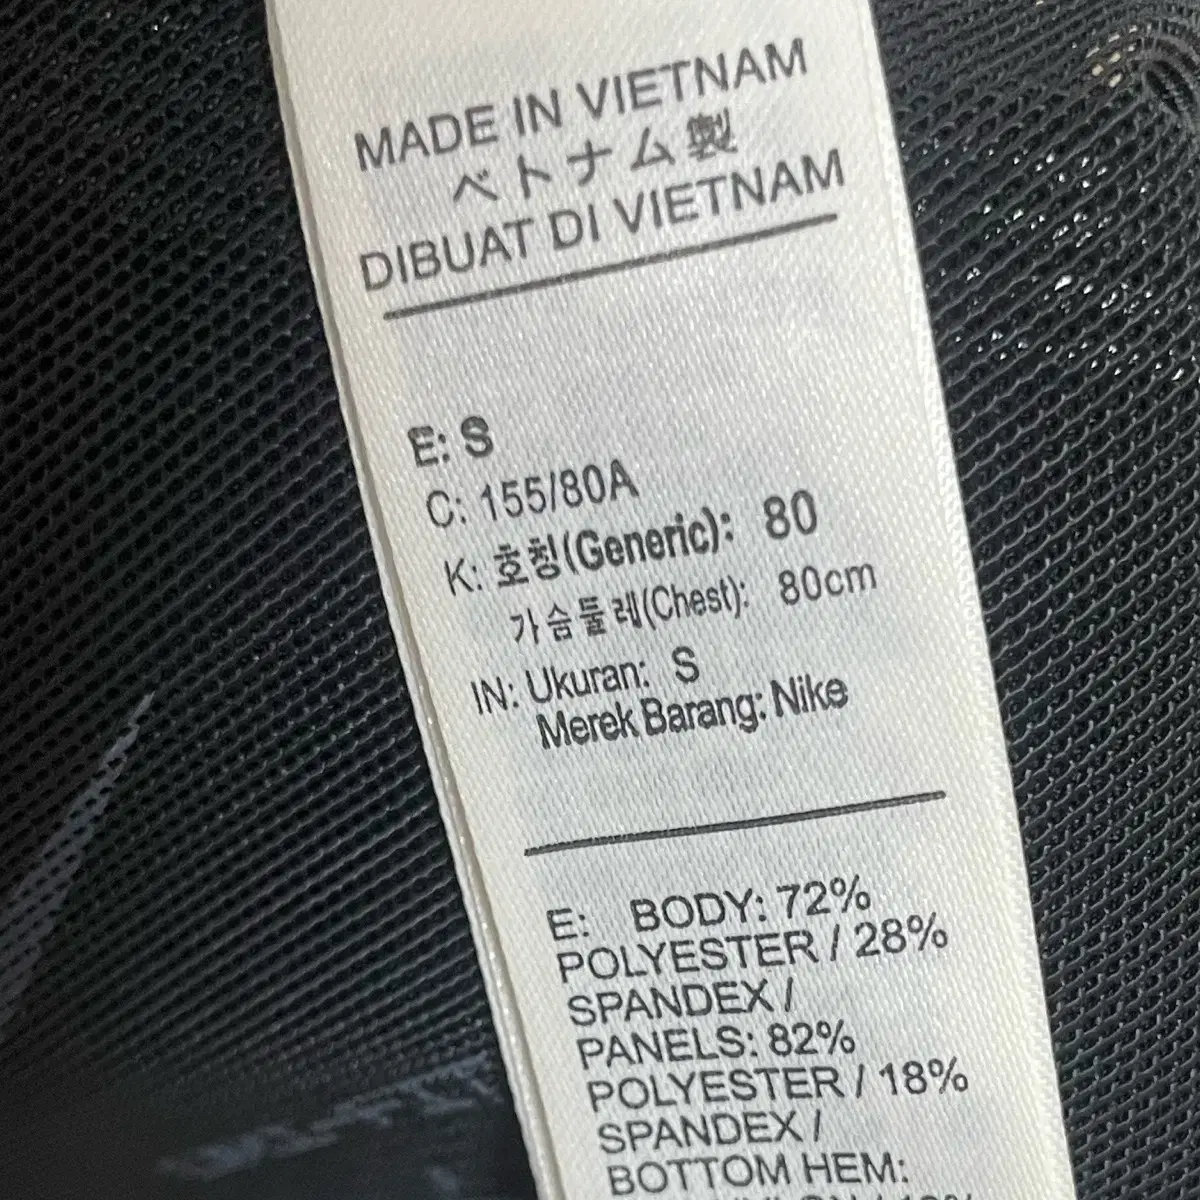 MADE IN VIETNAM
ベトナム製
DIBUAT DI VIETNAM
E: S
C: 155/80A
K: 호칭(Generic): 80
가슴둘레(Chest): 80cm
IN: Ukuran: S
Merek Barang: Nike
E: BODY: 72%
POLYESTER / 28%
SPANDEX /
PANELS: 82%
POLYESTER / 18%
SPANDEX /
BOTTOM HEM: